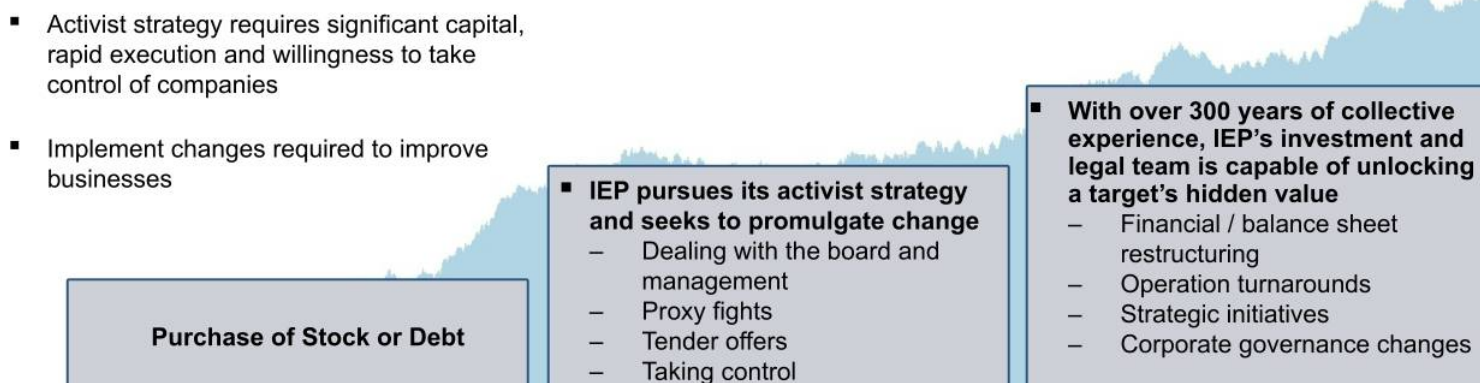 ▪ Activist strategy requires significant capital,
rapid execution and willingness to take
control of companies
▪ Implement changes required to improve
businesses
Purchase of Stock or Debt
▪ IEP pursues its activist strategy
and seeks to promulgate change
– Dealing with the board and
management
– Proxy fights
– Tender offers
– Taking control
▪ With over 300 years of collective
experience, IEP’s investment and
legal team is capable of unlocking
a target’s hidden value
– Financial / balance sheet
restructuring
– Operation turnarounds
– Strategic initiatives
– Corporate governance changes